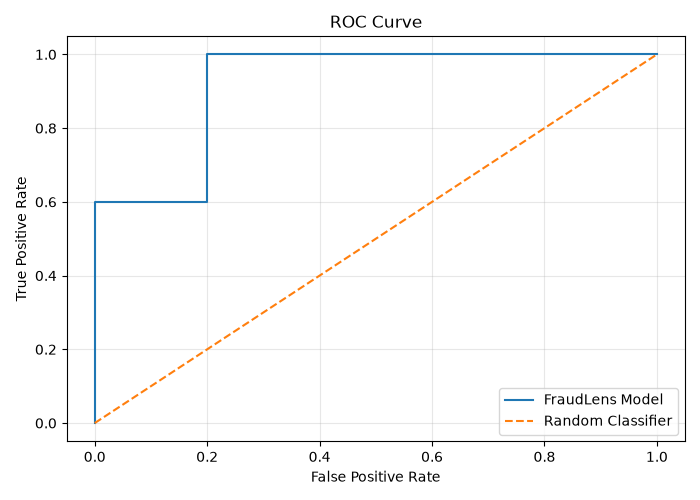 ROC Curve
True Positive Rate
1.0
0.8
0.6
0.4
0.2
0.0
0.0 0.2 0.4 0.6 0.8 1.0
False Positive Rate
FraudLens Model
Random Classifier